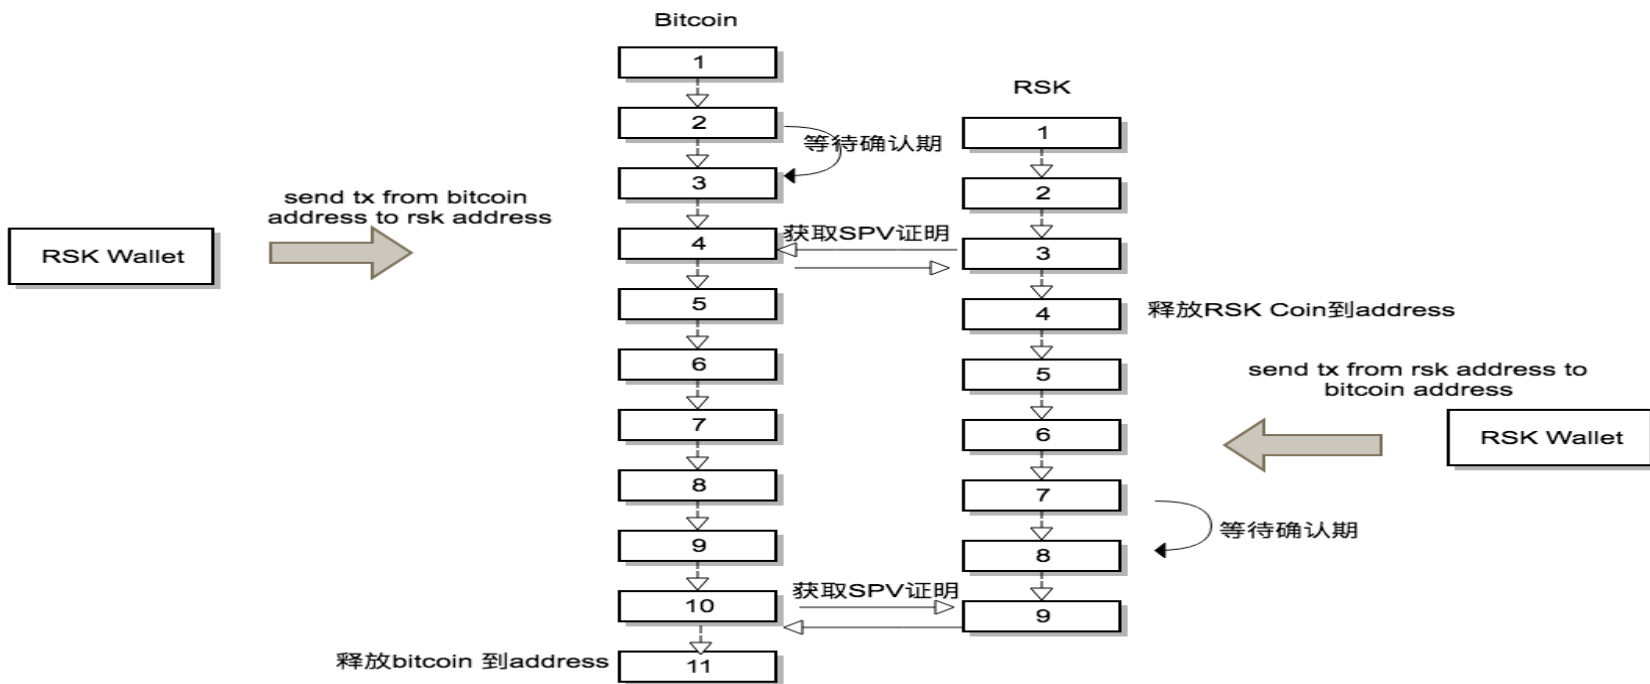 Bitcoin
1
RSK
2
1
等待确认期
3
2
send tx from bitcoin
address to rsk address
4
获取SPV证明
3
RSK Wallet
5
4
释放RSK Coin到address
6
5
send tx from rsk address to
bitcoin address
7
6
RSK Wallet
8
7
等待确认期
9
8
10
获取SPV证明
9
释放bitcoin 到address
11